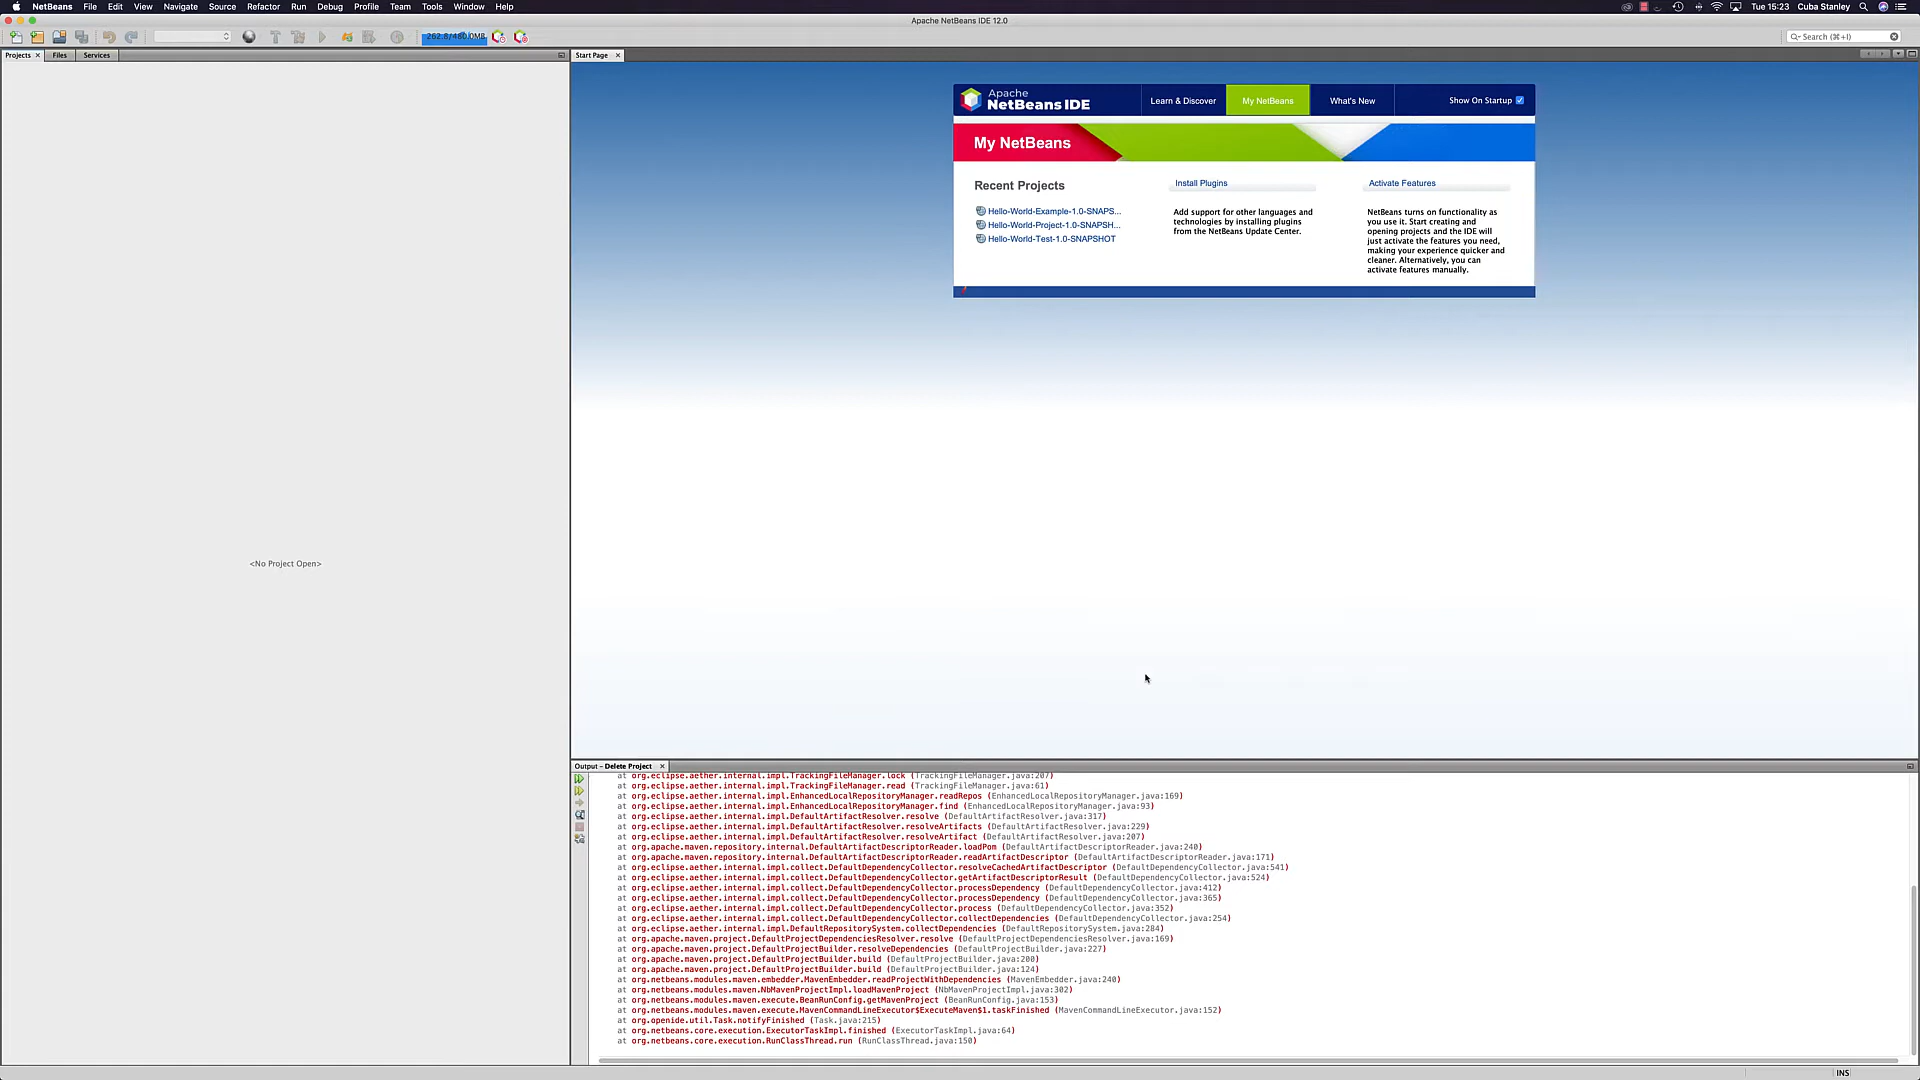 NetBeans File Edit View Navigate Source Refactor Run Debug Profile Team Tools Window Help Tue 15:23 Cuba Stanley
Apache NetBeans IDE 12.0
262.8/480.0MB Search (⌘+I)
Projects Files Services Start Page
Apache
NetBeans IDE
Learn & Discover My NetBeans What's New Show On Startup
My NetBeans
Recent Projects Install Plugins Activate Features
Hello-World-Example-1.0-SNAPS...
Hello-World-Project-1.0-SNAPSH...
Hello-World-Test-1.0-SNAPSHOT
Add support for other languages and
technologies by installing plugins
from the NetBeans Update Center.
NetBeans turns on functionality as
you use it. Start creating and
opening projects and the IDE will
just activate the features you need,
making your experience quicker and
cleaner. Alternatively, you can
activate features manually.
<No Project Open>
Output – Delete Project
at org.eclipse.aether.internal.impl.TrackingFileManager.lock (TrackingFileManager.java:207)
at org.eclipse.aether.internal.impl.TrackingFileManager.read (TrackingFileManager.java:61)
at org.eclipse.aether.internal.impl.EnhancedLocalRepositoryManager.readRepos (EnhancedLocalRepositoryManager.java:169)
at org.eclipse.aether.internal.impl.EnhancedLocalRepositoryManager.find (EnhancedLocalRepositoryManager.java:93)
at org.eclipse.aether.internal.impl.DefaultArtifactResolver.resolve (DefaultArtifactResolver.java:317)
at org.eclipse.aether.internal.impl.DefaultArtifactResolver.resolveArtifacts (DefaultArtifactResolver.java:229)
at org.eclipse.aether.internal.impl.DefaultArtifactResolver.resolveArtifact (DefaultArtifactResolver.java:207)
at org.apache.maven.repository.internal.DefaultArtifactDescriptorReader.loadPom (DefaultArtifactDescriptorReader.java:240)
at org.apache.maven.repository.internal.DefaultArtifactDescriptorReader.readArtifactDescriptor (DefaultArtifactDescriptorReader.java:171)
at org.eclipse.aether.internal.impl.collect.DefaultDependencyCollector.resolveCachedArtifactDescriptor (DefaultDependencyCollector.java:541)
at org.eclipse.aether.internal.impl.collect.DefaultDependencyCollector.getArtifactDescriptorResult (DefaultDependencyCollector.java:524)
at org.eclipse.aether.internal.impl.collect.DefaultDependencyCollector.processDependency (DefaultDependencyCollector.java:412)
at org.eclipse.aether.internal.impl.collect.DefaultDependencyCollector.processDependency (DefaultDependencyCollector.java:365)
at org.eclipse.aether.internal.impl.collect.DefaultDependencyCollector.process (DefaultDependencyCollector.java:352)
at org.eclipse.aether.internal.impl.collect.DefaultDependencyCollector.collectDependencies (DefaultDependencyCollector.java:254)
at org.eclipse.aether.internal.impl.DefaultRepositorySystem.collectDependencies (DefaultRepositorySystem.java:284)
at org.apache.maven.project.DefaultProjectDependenciesResolver.resolve (DefaultProjectDependenciesResolver.java:169)
at org.apache.maven.project.DefaultProjectBuilder.resolveDependencies (DefaultProjectBuilder.java:227)
at org.apache.maven.project.DefaultProjectBuilder.build (DefaultProjectBuilder.java:200)
at org.apache.maven.project.DefaultProjectBuilder.build (DefaultProjectBuilder.java:124)
at org.netbeans.modules.maven.embedder.MavenEmbedder.readProjectWithDependencies (MavenEmbedder.java:240)
at org.netbeans.modules.maven.NbMavenProjectImpl.loadMavenProject (NbMavenProjectImpl.java:302)
at org.netbeans.modules.maven.execute.BeanRunConfig.getMavenProject (BeanRunConfig.java:153)
at org.netbeans.modules.maven.execute.MavenCommandLineExecutor$ExecuteMaven$1.taskFinished (MavenCommandLineExecutor.java:152)
at org.openide.util.Task.notifyFinished (Task.java:215)
at org.netbeans.core.execution.ExecutorTaskImpl.finished (ExecutorTaskImpl.java:64)
at org.netbeans.core.execution.RunClassThread.run (RunClassThread.java:150)
INS